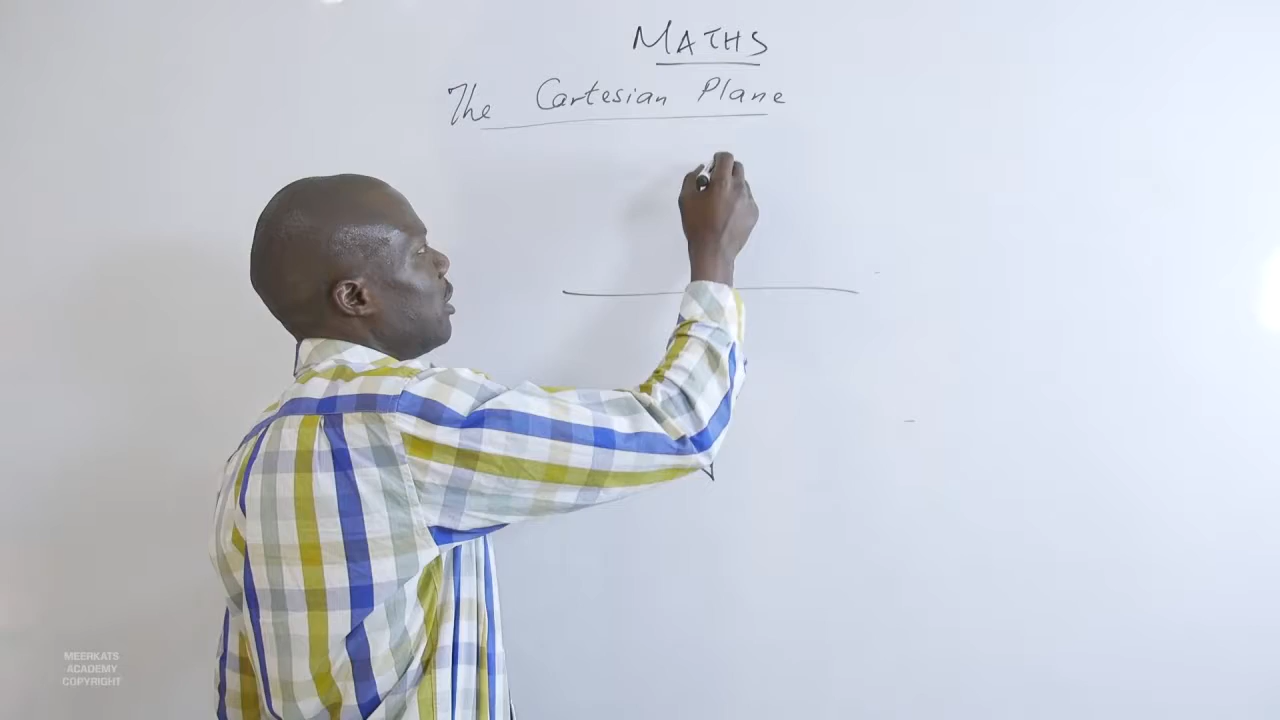 MATHS
The Cartesian Plane
MEERKATS
ACADEMY
COPYRIGHT